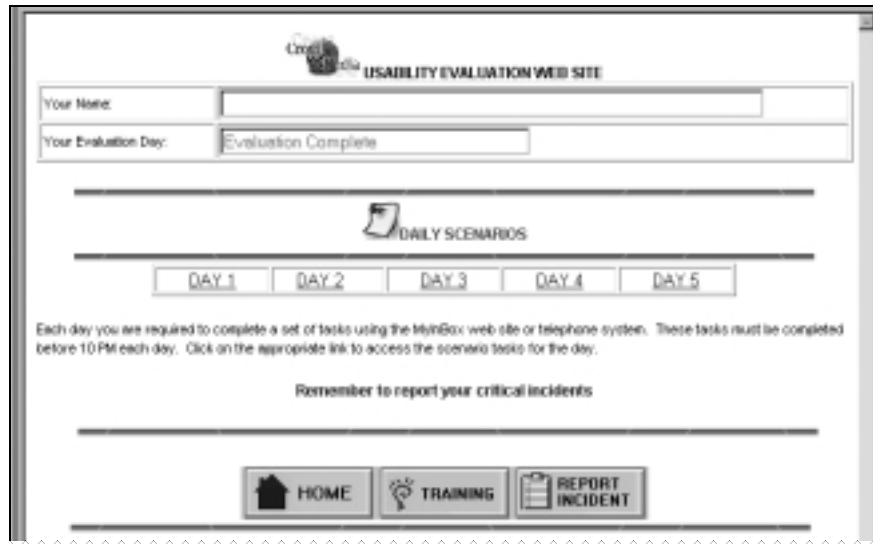 USABILITY EVALUATION WEB SITE
Your Name:
Your Evaluation Day: Evaluation Complete
DAILY SCENARIOS
DAY 1 DAY 2 DAY 3 DAY 4 DAY 5
Each day you are required to complete a set of tasks using the MyInBox web site or telephone system. These tasks must be completed
before 10 PM each day. Click on the appropriate link to access the scenario tasks for the day.
Remember to report your critical incidents
HOME TRAINING REPORT
INCIDENT